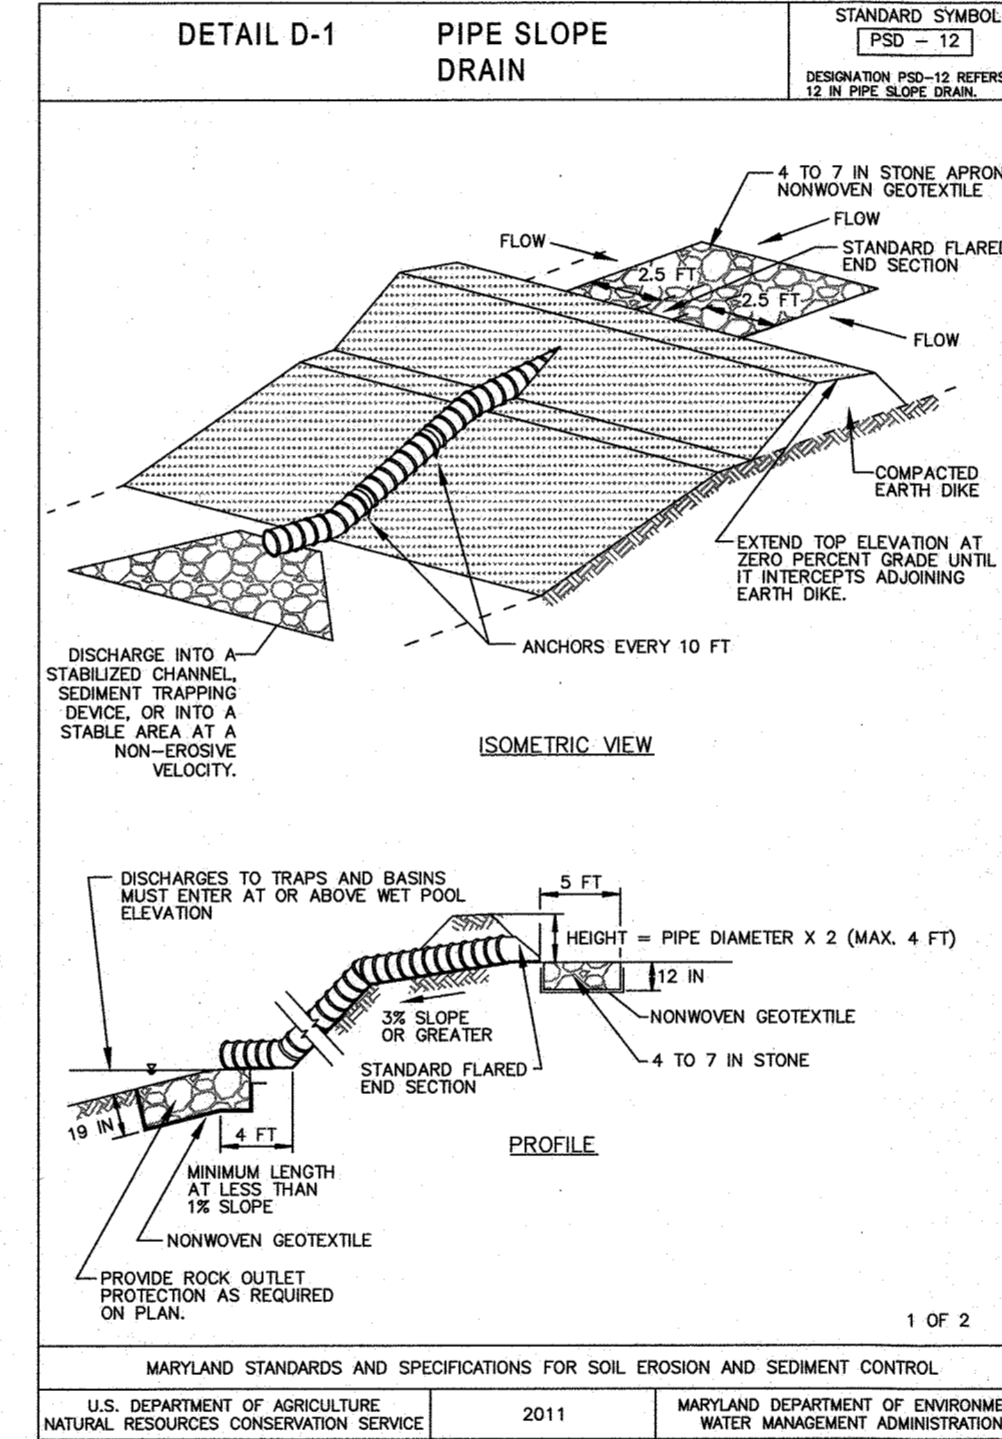 DETAIL D-1 PIPE SLOPE
DRAIN
STANDARD SYMBOL
PSD - 12
DESIGNATION PSD-12 REFERS
12 IN PIPE SLOPE DRAIN.
4 TO 7 IN STONE APRON
NONWOVEN GEOTEXTILE
FLOW
FLOW
STANDARD FLARED
END SECTION
2.5 FT
2.5 FT
FLOW
COMPACTED
EARTH DIKE
EXTEND TOP ELEVATION AT
ZERO PERCENT GRADE UNTIL
IT INTERCEPTS ADJOINING
EARTH DIKE.
ANCHORS EVERY 10 FT
DISCHARGE INTO A
STABILIZED CHANNEL,
SEDIMENT TRAPPING
DEVICE, OR INTO A
STABLE AREA AT A
NON-EROSIVE
VELOCITY.
ISOMETRIC VIEW
DISCHARGES TO TRAPS AND BASINS
MUST ENTER AT OR ABOVE WET POOL
ELEVATION
5 FT
HEIGHT = PIPE DIAMETER X 2 (MAX. 4 FT)
12 IN
3% SLOPE
OR GREATER
NONWOVEN GEOTEXTILE
4 TO 7 IN STONE
STANDARD FLARED
END SECTION
19 IN
4 FT
PROFILE
MINIMUM LENGTH
AT LESS THAN
1% SLOPE
NONWOVEN GEOTEXTILE
PROVIDE ROCK OUTLET
PROTECTION AS REQUIRED
ON PLAN.
1 OF 2
MARYLAND STANDARDS AND SPECIFICATIONS FOR SOIL EROSION AND SEDIMENT CONTROL
U.S. DEPARTMENT OF AGRICULTURE
NATURAL RESOURCES CONSERVATION SERVICE
2011
MARYLAND DEPARTMENT OF ENVIRONME
WATER MANAGEMENT ADMINISTRATION